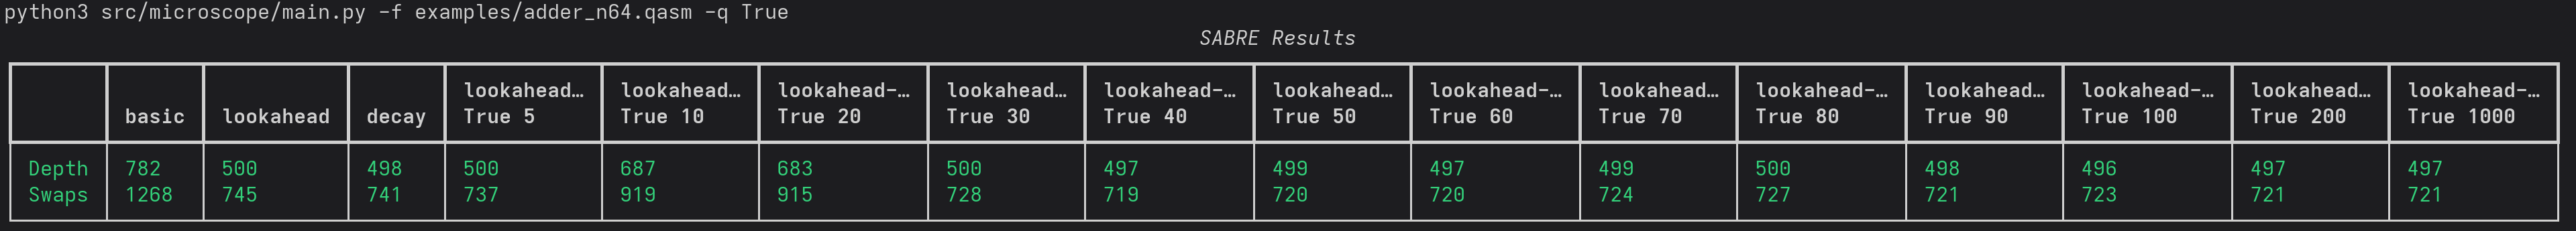 python3 src/microscope/main.py -f examples/adder_n64.qasm -q True
SABRE Results
lookahead… lookahead… lookahead-… lookahead… lookahead-… lookahead… lookahead-… lookahead… lookahead-… lookahead… lookahead-… lookahead… lookahead-…
basic lookahead decay True 5 True 10 True 20 True 30 True 40 True 50 True 60 True 70 True 80 True 90 True 100 True 200 True 1000
Depth 782 500 498 500 687 683 500 497 499 497 499 500 498 496 497 497
Swaps 1268 745 741 737 919 915 728 719 720 720 724 727 721 723 721 721